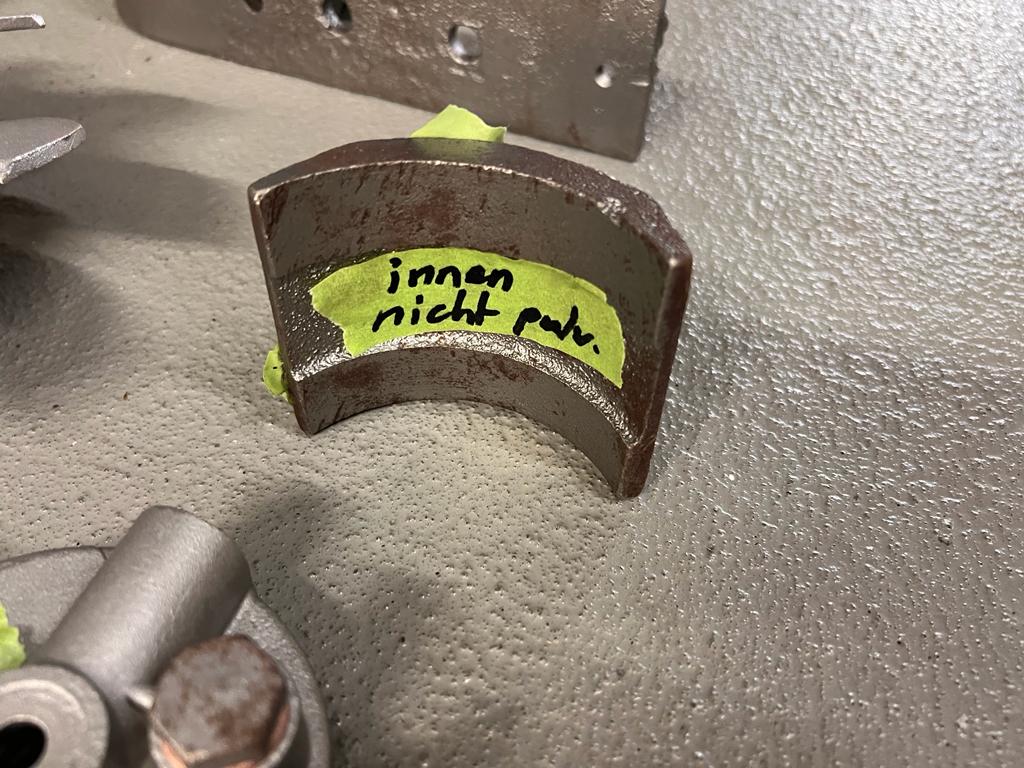 innen
nicht pulv.